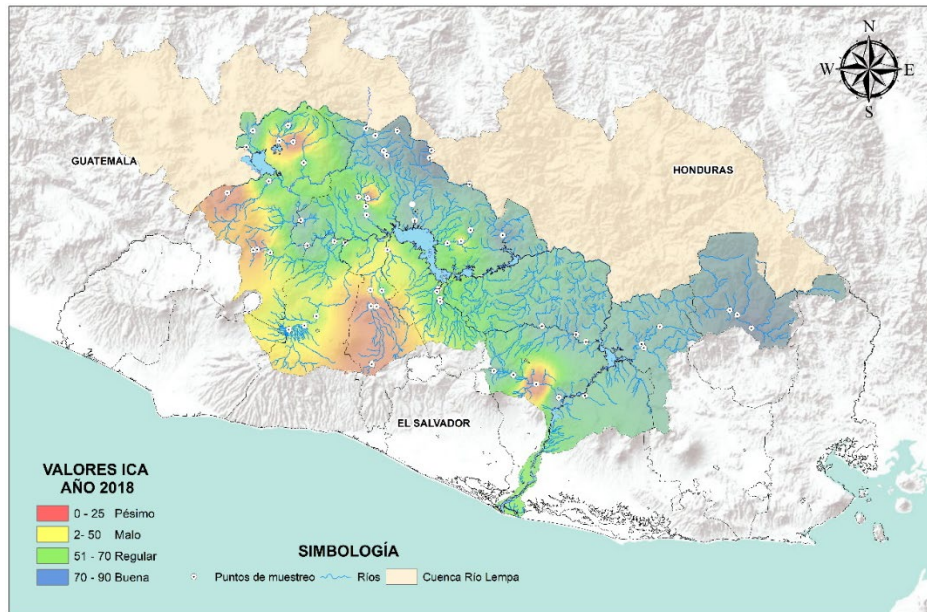 N
W E
S
GUATEMALA
HONDURAS
EL SALVADOR
VALORES ICA
AÑO 2018
0 - 25 Pésimo
2- 50 Malo
51 - 70 Regular
70 - 90 Buena
SIMBOLOGÍA
Puntos de muestreo Ríos Cuenca Río Lempa